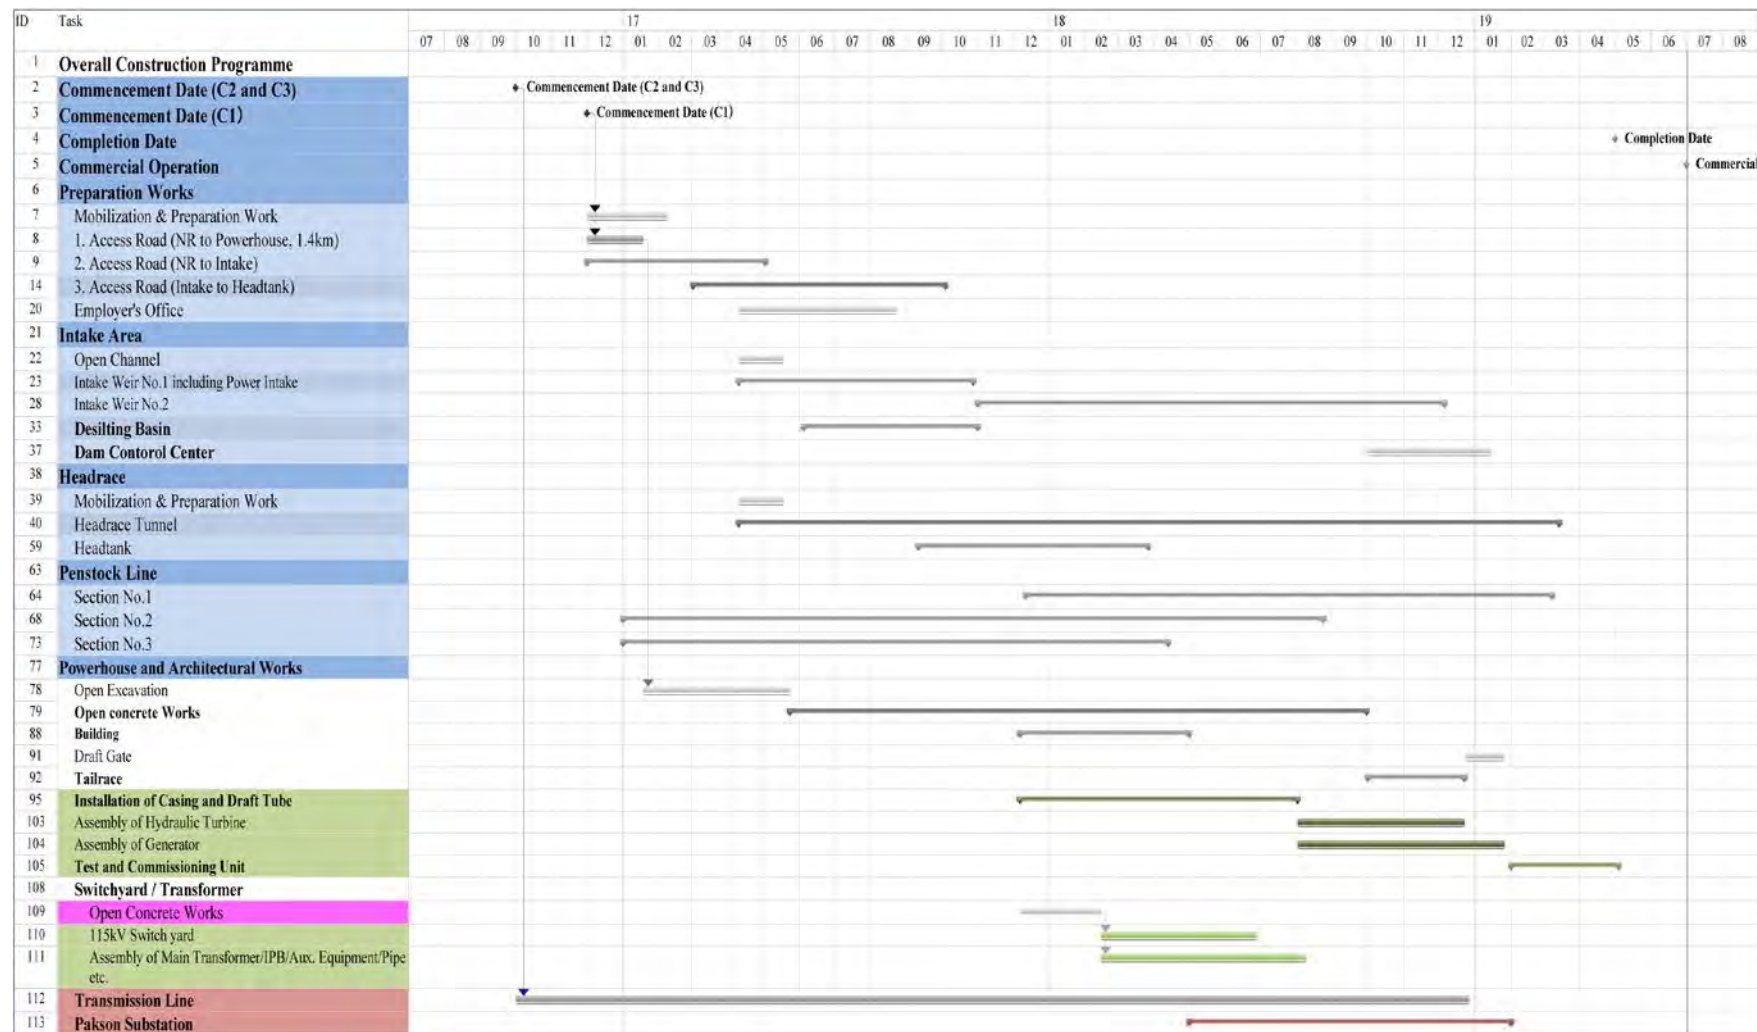 ID Task 17 18 19
07 08 09 10 11 12 01 02 03 04 05 06 07 08 09 10 11 12 01 02 03 04 05 06 07 08 09 10 11 12 01 02 03 04 05 06 07 08
1 Overall Construction Programme
2 Commencement Date (C2 and C3) Commencement Date (C2 and C3)
3 Commencement Date (C1) Commencement Date (C1)
4 Completion Date Completion Date
5 Commercial Operation Commercial
6 Preparation Works
7 Mobilization & Preparation Work
8 1. Access Road (NR to Powerhouse, 1.4km)
9 2. Access Road (NR to Intake)
14 3. Access Road (Intake to Headtank)
20 Employer's Office
21 Intake Area
22 Open Channel
23 Intake Weir No.1 including Power Intake
28 Intake Weir No.2
33 Desilting Basin
37 Dam Contorol Center
38 Headrace
39 Mobilization & Preparation Work
40 Headrace Tunnel
59 Headtank
63 Penstock Line
64 Section No.1
68 Section No.2
73 Section No.3
77 Powerhouse and Architectural Works
78 Open Excavation
79 Open concrete Works
88 Building
91 Draft Gate
92 Tailrace
95 Installation of Casing and Draft Tube
103 Assembly of Hydraulic Turbine
104 Assembly of Generator
105 Test and Commissioning Unit
108 Switchyard / Transformer
109 Open Concrete Works
110 115kV Switch yard
111 Assembly of Main Transformer/IPB/Aux. Equipment/Pipe
etc.
112 Transmission Line
113 Pakson Substation